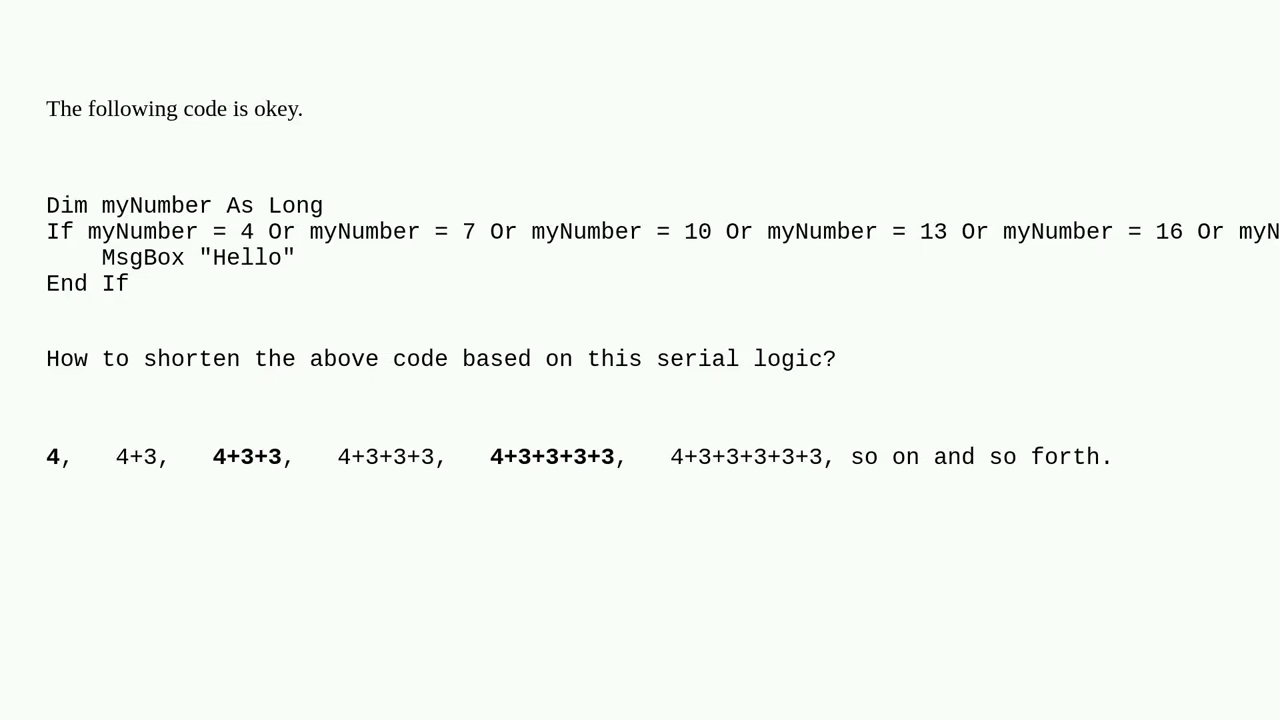 The following code is okey.
Dim myNumber As Long
If myNumber = 4 Or myNumber = 7 Or myNumber = 10 Or myNumber = 13 Or myNumber = 16 Or myN
    MsgBox "Hello"
End If
How to shorten the above code based on this serial logic?
4,   4+3,   4+3+3,   4+3+3+3,   4+3+3+3+3,   4+3+3+3+3+3, so on and so forth.